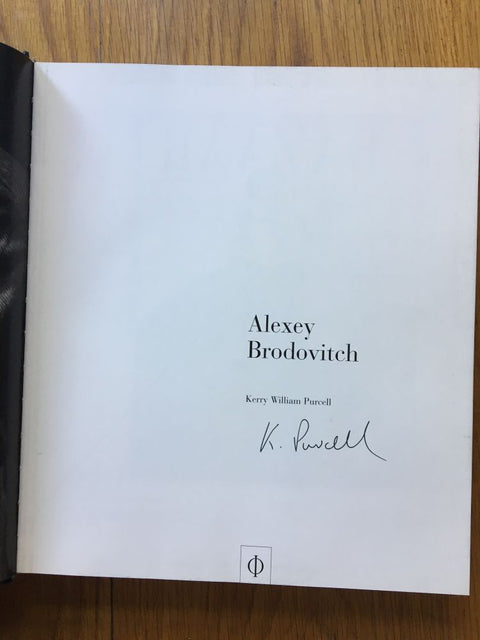 Alexey
Brodovitch
Kerry William Purcell
K. Purcell
Φ